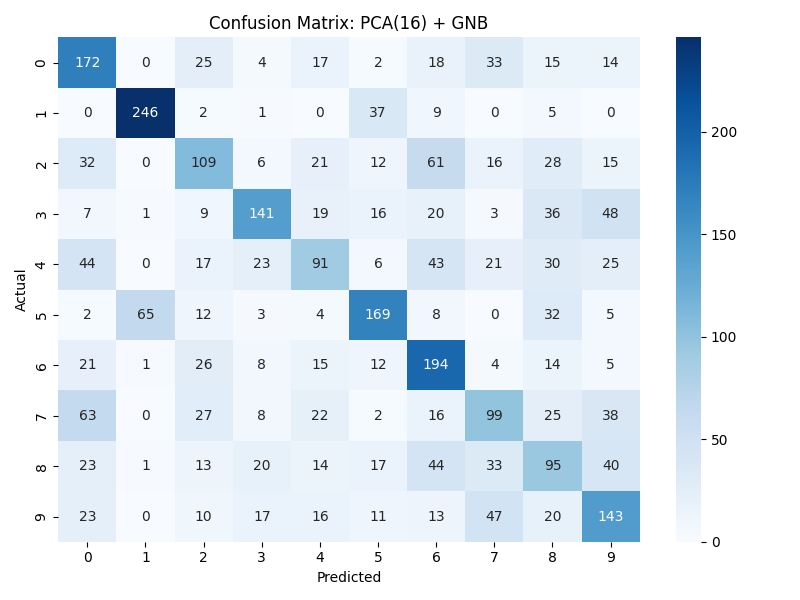 Confusion Matrix: PCA(16) + GNB
0 172 0 25 4 17 2 18 33 15 14
1 0 246 2 1 0 37 9 0 5 0
2 32 0 109 6 21 12 61 16 28 15
3 7 1 9 141 19 16 20 3 36 48
4 44 0 17 23 91 6 43 21 30 25
5 2 65 12 3 4 169 8 0 32 5
6 21 1 26 8 15 12 194 4 14 5
7 63 0 27 8 22 2 16 99 25 38
8 23 1 13 20 14 17 44 33 95 40
9 23 0 10 17 16 11 13 47 20 143
0 1 2 3 4 5 6 7 8 9
Predicted
Actual
200
150
100
50
0